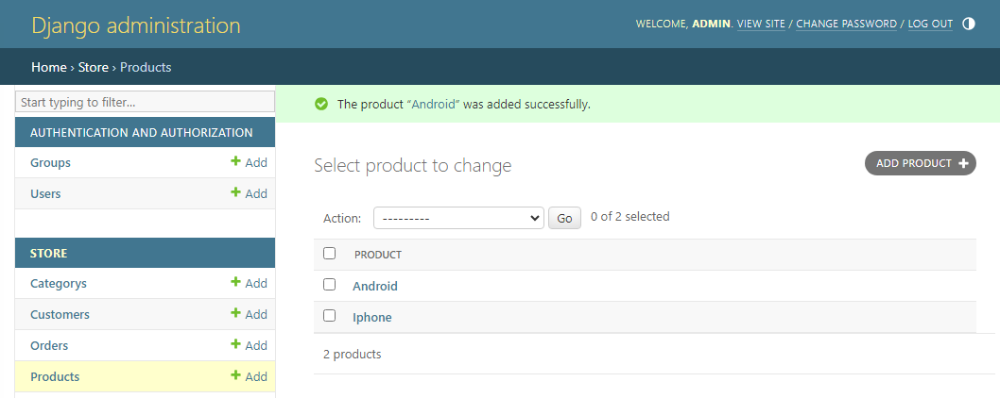 Django administration
WELCOME, ADMIN. VIEW SITE / CHANGE PASSWORD / LOG OUT
Home › Store › Products
Start typing to filter...
AUTHENTICATION AND AUTHORIZATION
Groups + Add
Users + Add
STORE
Categorys + Add
Customers + Add
Orders + Add
Products + Add
The product “Android” was added successfully.
Select product to change
ADD PRODUCT +
Action: --------- Go 0 of 2 selected
PRODUCT
Android
Iphone
2 products